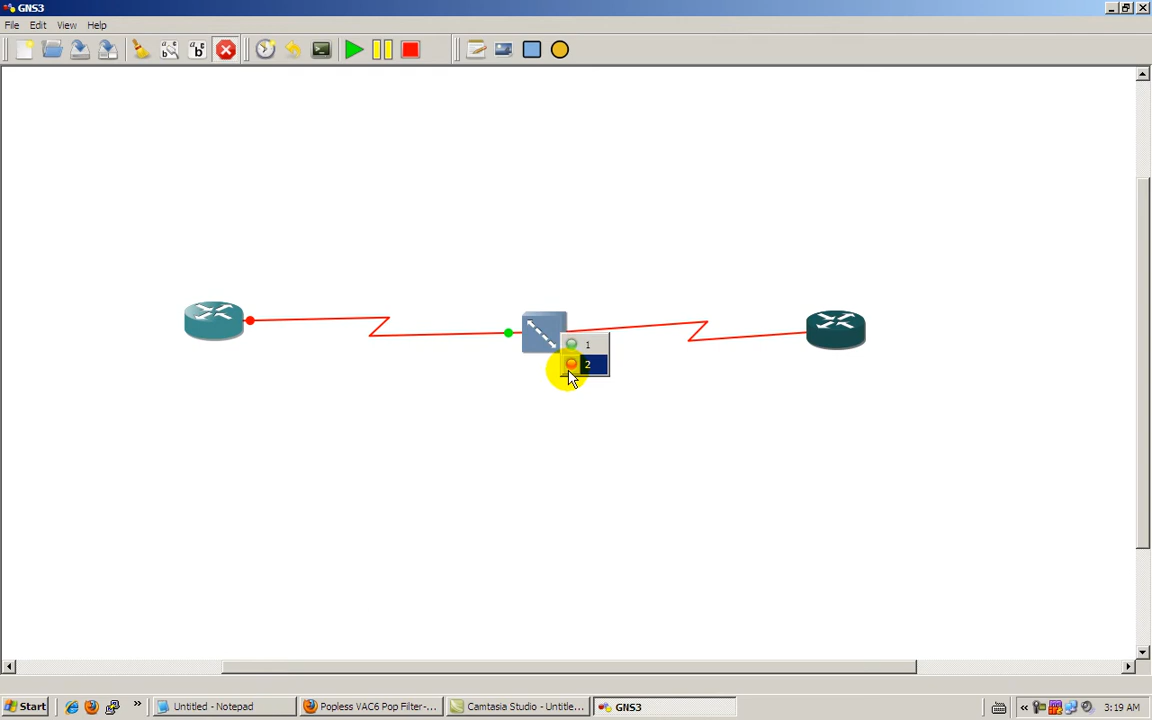 GNS3
File Edit View Help
abc
1
2
Start
Untitled - Notepad
Popless VAC6 Pop Filter-...
Camtasia Studio - Untitle...
GNS3
3:19 AM